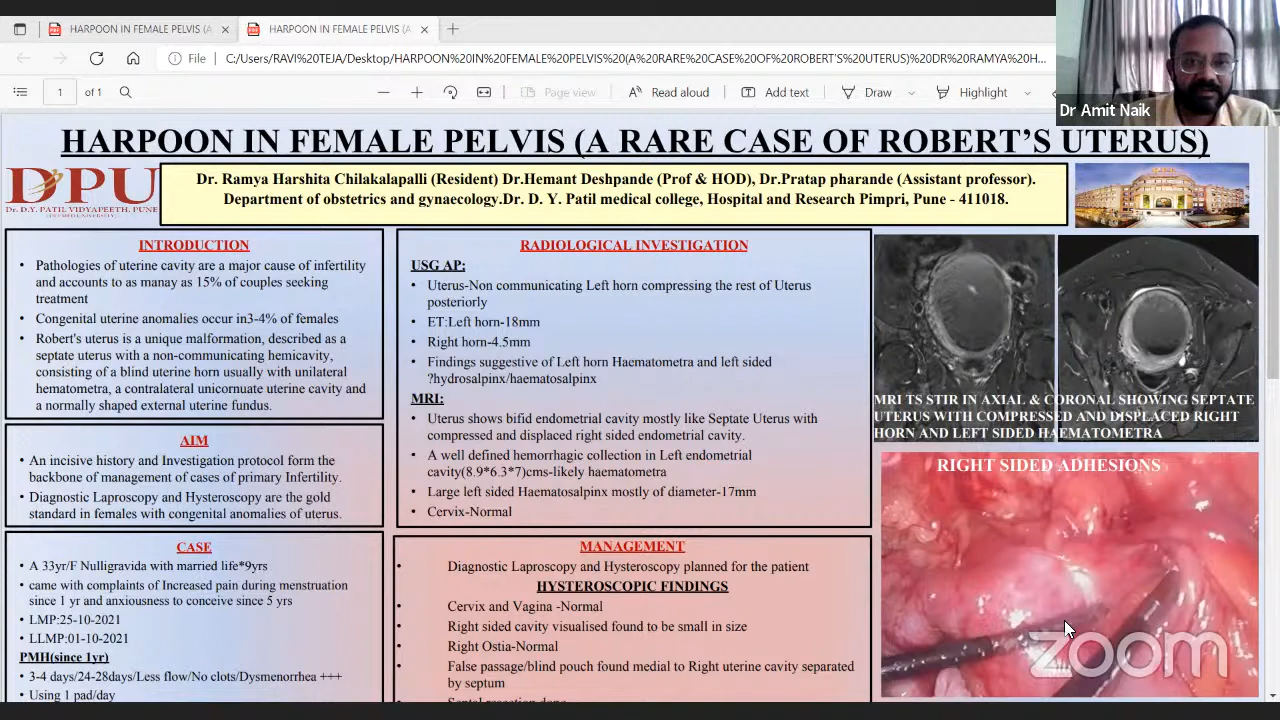 HARPOON IN FEMALE PELVIS (A
HARPOON IN FEMALE PELVIS (A
File
C:/Users/RAVI%20TEJA/Desktop/HARPOON%20IN%20FEMALE%20PELVIS%20(A%20RARE%20CASE%20OF%20ROBERT'S%20UTERUS)%20DR%20RAMYA%20H...
1 of 1
Page view
Read aloud
Add text
Draw
Highlight
Dr Amit Naik
HARPOON IN FEMALE PELVIS (A RARE CASE OF ROBERT'S UTERUS)
DPU
Dr. D.Y. PATIL VIDYAPEETH, PUNE
Dr. Ramya Harshita Chilakalapalli (Resident) Dr.Hemant Deshpande (Prof & HOD), Dr.Pratap pharande (Assistant professor).
Department of obstetrics and gynaecology.Dr. D. Y. Patil medical college, Hospital and Research Pimpri, Pune - 411018.
INTRODUCTION
• Pathologies of uterine cavity are a major cause of infertility
and accounts to as manay as 15% of couples seeking
treatment
• Congenital uterine anomalies occur in3-4% of females
• Robert's uterus is a unique malformation, described as a
septate uterus with a non-communicating hemicavity,
consisting of a blind uterine horn usually with unilateral
hematometra, a contralateral unicornuate uterine cavity and
a normally shaped external uterine fundus.
AIM
• An incisive history and Investigation protocol form the
backbone of management of cases of primary Infertility.
• Diagnostic Laproscopy and Hysteroscopy are the gold
standard in females with congenital anomalies of uterus.
CASE
• A 33yr/F Nulligravida with married life*9yrs
• came with complaints of Increased pain during menstruation
since 1 yr and anxiousness to conceive since 5 yrs
• LMP:25-10-2021
• LLMP:01-10-2021
PMH(since 1yr)
• 3-4 days/24-28days/Less flow/No clots/Dysmenorrhea +++
• Using 1 pad/day
RADIOLOGICAL INVESTIGATION
USG AP:
• Uterus-Non communicating Left horn compressing the rest of Uterus
posteriorly
• ET:Left horn-18mm
• Right horn-4.5mm
• Findings suggestive of Left horn Haematometra and left sided
?hydrosalpinx/haematosalpinx
MRI:
• Uterus shows bifid endometrial cavity mostly like Septate Uterus with
compressed and displaced right sided endometrial cavity.
• A well defined hemorrhagic collection in Left endometrial
cavity(8.9*6.3*7)cms-likely haematometra
• Large left sided Haematosalpinx mostly of diameter-17mm
• Cervix-Normal
MANAGEMENT
• Diagnostic Laproscopy and Hysteroscopy planned for the patient
HYSTEROSCOPIC FINDINGS
• Cervix and Vagina -Normal
• Right sided cavity visualised found to be small in size
• Right Ostia-Normal
• False passage/blind pouch found medial to Right uterine cavity separated
by septum
MRI TS STIR IN AXIAL & CORONAL SHOWING SEPTATE
UTERUS WITH COMPRESSED AND DISPLACED RIGHT
HORN AND LEFT SIDED HAEMATOMETRA
RIGHT SIDED ADHESIONS
zoom